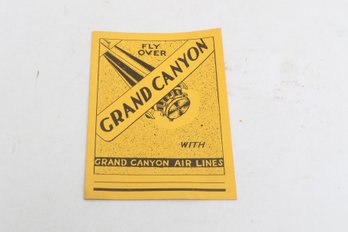 FLY
OVER
GRAND CANYON
WITH
GRAND CANYON AIR LINES